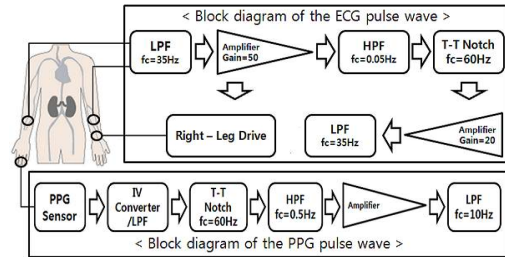 < Block diagram of the ECG pulse wave >
LPF
fc=35Hz
Amplifier
Gain=50
HPF
fc=0.05Hz
T-T Notch
fc=60Hz
Right - Leg Drive
LPF
fc=35Hz
Amplifier
Gain=20
PPG
Sensor
IV
Converter
/LPF
T-T
Notch
fc=60Hz
HPF
fc=0.5Hz
Amplifier
LPF
fc=10Hz
< Block diagram of the PPG pulse wave >